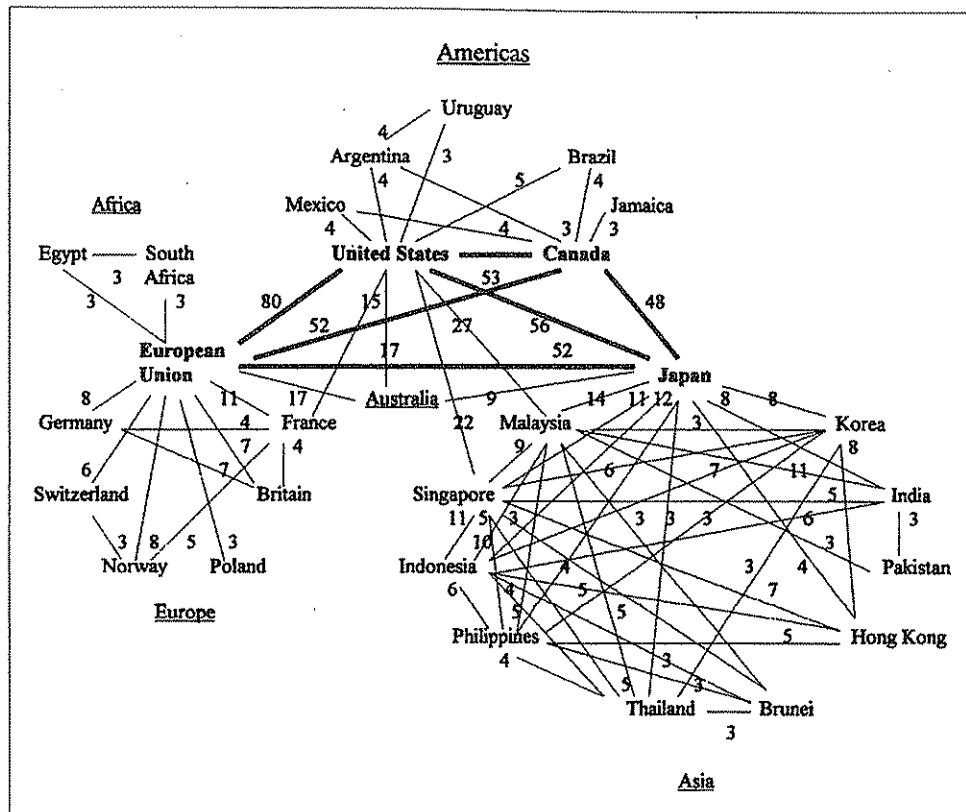 Americas
Uruguay
4
Argentina 3 Brazil
4 5 4
Africa Mexico Jamaica
4 4 3 3
Egypt South United States Canada
3 Africa 53
3 3 80 15 48
52 27 56
European 17 52
Union Japan
8 11 17 Australia 9 14 11 12 8 8
Germany 4 France 22 Malaysia 3 Korea
7 4 9 8
6 7 6 7 11
Switzerland Britain Singapore 5 India
11 5 3 3 3 3 6 3
3 8 5 3 10 3
Norway Poland Indonesia 4 3 4 Pakistan
6 4 5 7
Europe 5 5
Philippines 5 Hong Kong
4 3
5 3
Thailand Brunei
3
Asia